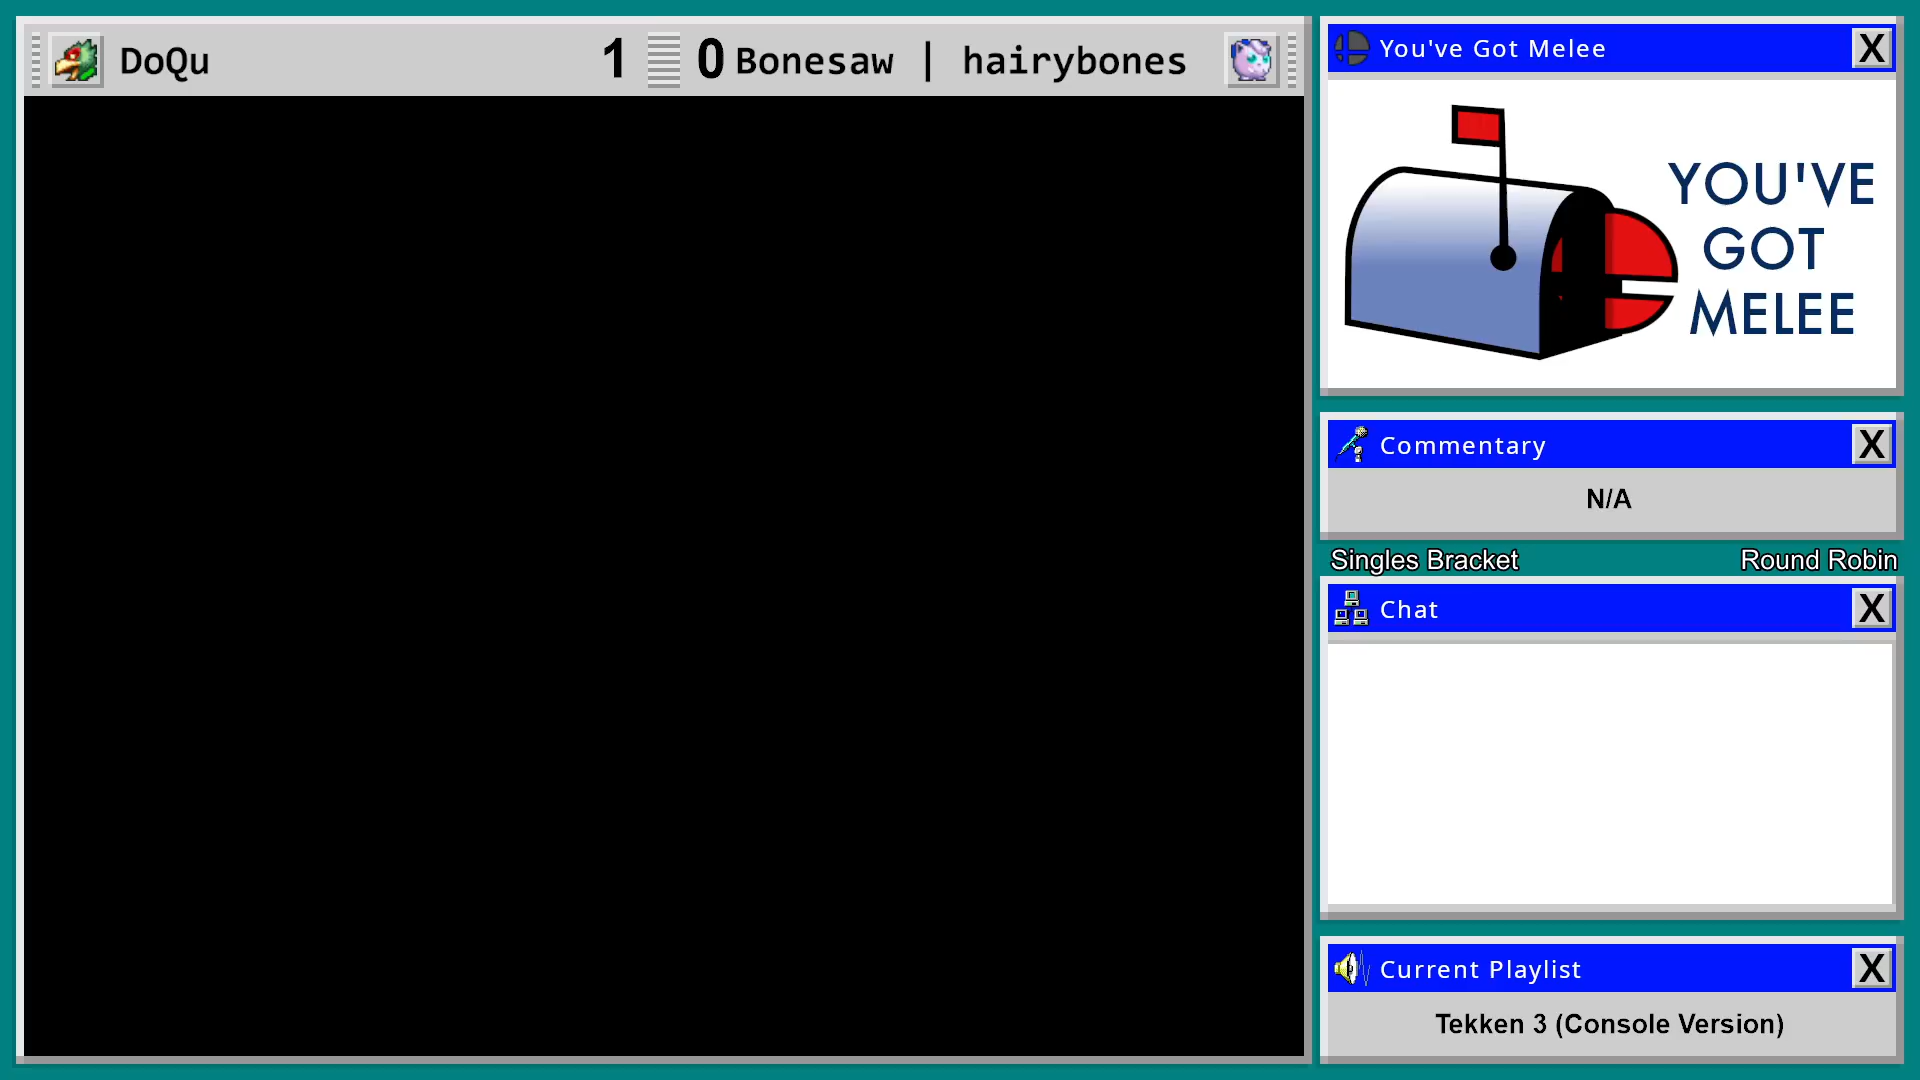 DoQu 1 0 Bonesaw | hairybones
You've Got Melee X
YOU'VE
GOT
MELEE
Commentary X
N/A
Singles Bracket Round Robin
Chat X
Current Playlist X
Tekken 3 (Console Version)